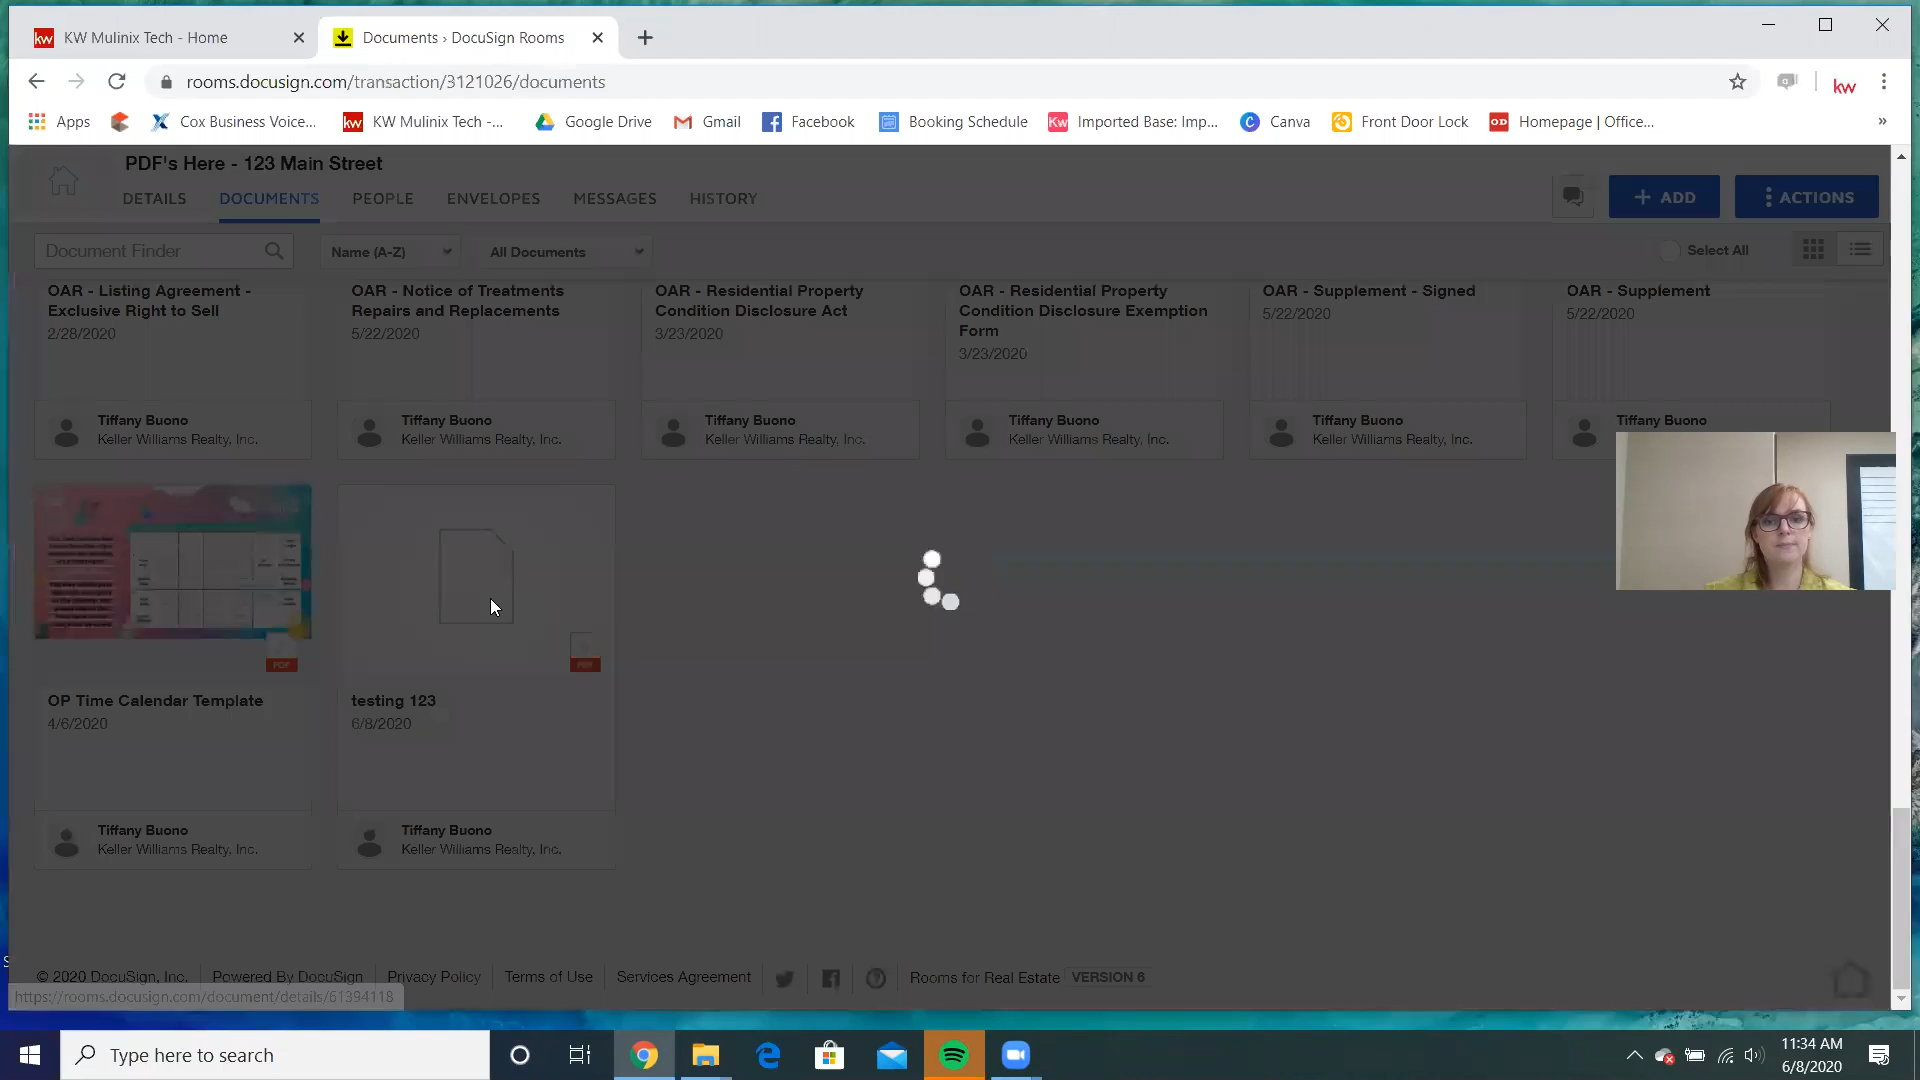 KW Mulinix Tech - Home
Documents › DocuSign Rooms
rooms.docusign.com/transaction/3121026/documents
kw
Apps
Cox Business Voice...
kw
KW Mulinix Tech -...
Google Drive
Gmail
Facebook
Booking Schedule
Kw
Imported Base: Imp...
Canva
Front Door Lock
OD
Homepage | Office...
»
PDF's Here - 123 Main Street
DETAILS
DOCUMENTS
PEOPLE
ENVELOPES
MESSAGES
HISTORY
+ ADD
ACTIONS
Document Finder
Name (A-Z)
All Documents
Select All
OAR - Listing Agreement -
Exclusive Right to Sell
2/28/2020
OAR - Notice of Treatments
Repairs and Replacements
5/22/2020
OAR - Residential Property
Condition Disclosure Act
3/23/2020
OAR - Residential Property
Condition Disclosure Exemption
Form
3/23/2020
OAR - Supplement - Signed
5/22/2020
OAR - Supplement
5/22/2020
Tiffany Buono
Keller Williams Realty, Inc.
Tiffany Buono
Keller Williams Realty, Inc.
Tiffany Buono
Keller Williams Realty, Inc.
Tiffany Buono
Keller Williams Realty, Inc.
Tiffany Buono
Keller Williams Realty, Inc.
Tiffany Buono
PDF
PDF
OP Time Calendar Template
4/6/2020
testing 123
6/8/2020
Tiffany Buono
Keller Williams Realty, Inc.
Tiffany Buono
Keller Williams Realty, Inc.
© 2020 DocuSign, Inc.
Powered By DocuSign
Privacy Policy
Terms of Use
Services Agreement
Rooms for Real Estate
VERSION 6
https://rooms.docusign.com/document/details/61394118
Type here to search
11:34 AM
6/8/2020